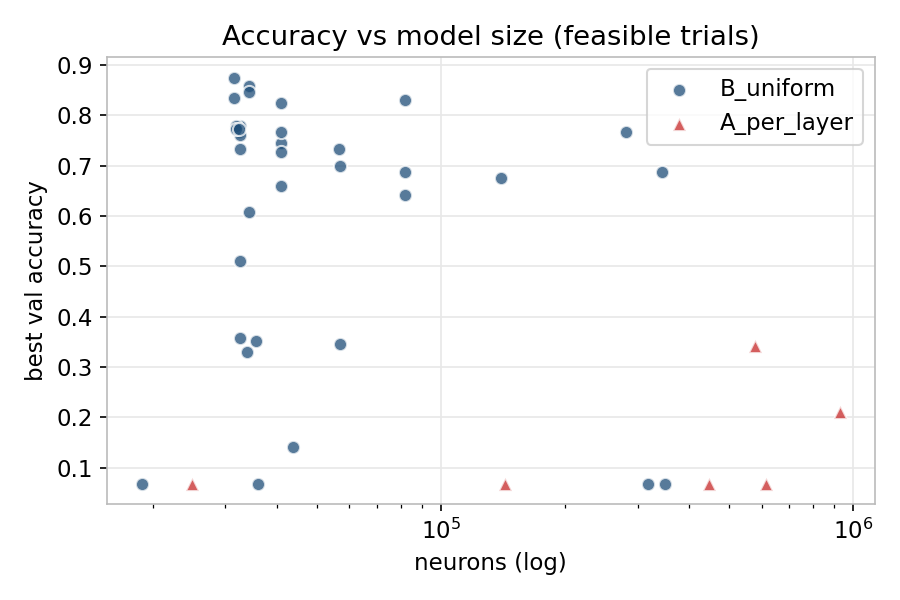 Accuracy vs model size (feasible trials)
B_uniform
A_per_layer
best val accuracy
0.9
0.8
0.7
0.6
0.5
0.4
0.3
0.2
0.1
10^5
10^6
neurons (log)